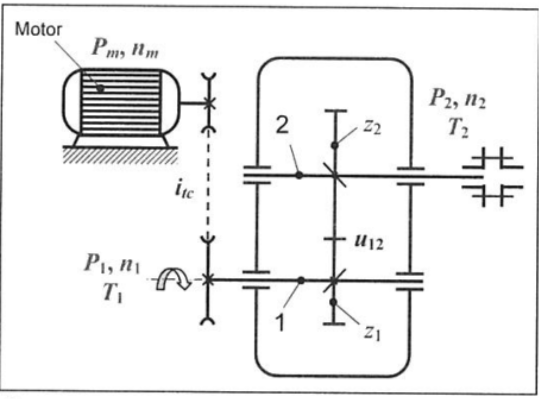 Motor
Pm, nm
P2, n2
T2
2
z2
itc
u12
P1, n1
T1
1
z1